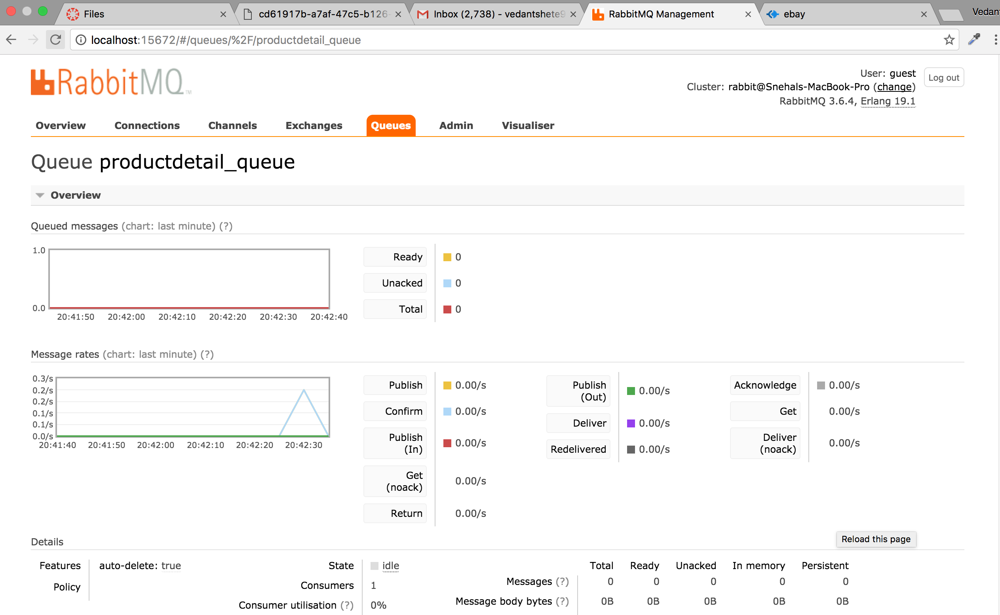 Files
cd61917b-a7af-47c5-b126-
Inbox (2,738) - vedantshete9
RabbitMQ Management
ebay
Vedan
localhost:15672/#/queues/%2F/productdetail_queue
RabbitMQ™
User: guest
Log out
Cluster: rabbit@Snehals-MacBook-Pro (change)
RabbitMQ 3.6.4, Erlang 19.1
Overview Connections Channels Exchanges Queues Admin Visualiser
Queue productdetail_queue
Overview
Queued messages (chart: last minute) (?)
1.0
0.0
20:41:50 20:42:00 20:42:10 20:42:20 20:42:30 20:42:40
Ready 0
Unacked 0
Total 0
Message rates (chart: last minute) (?)
0.3/s
0.2/s
0.2/s
0.1/s
0.1/s
0.0/s
20:41:40 20:41:50 20:42:00 20:42:10 20:42:20 20:42:30
Publish 0.00/s
Confirm 0.00/s
Publish
(In) 0.00/s
Get
(noack) 0.00/s
Return 0.00/s
Publish
(Out) 0.00/s
Deliver 0.00/s
Redelivered 0.00/s
Acknowledge 0.00/s
Get 0.00/s
Deliver
(noack) 0.00/s
Reload this page
Details
Features auto-delete: true
Policy
State idle
Consumers 1
Consumer utilisation (?) 0%
Total Ready Unacked In memory Persistent
Messages (?) 0 0 0 0 0
Message body bytes (?) 0B 0B 0B 0B 0B